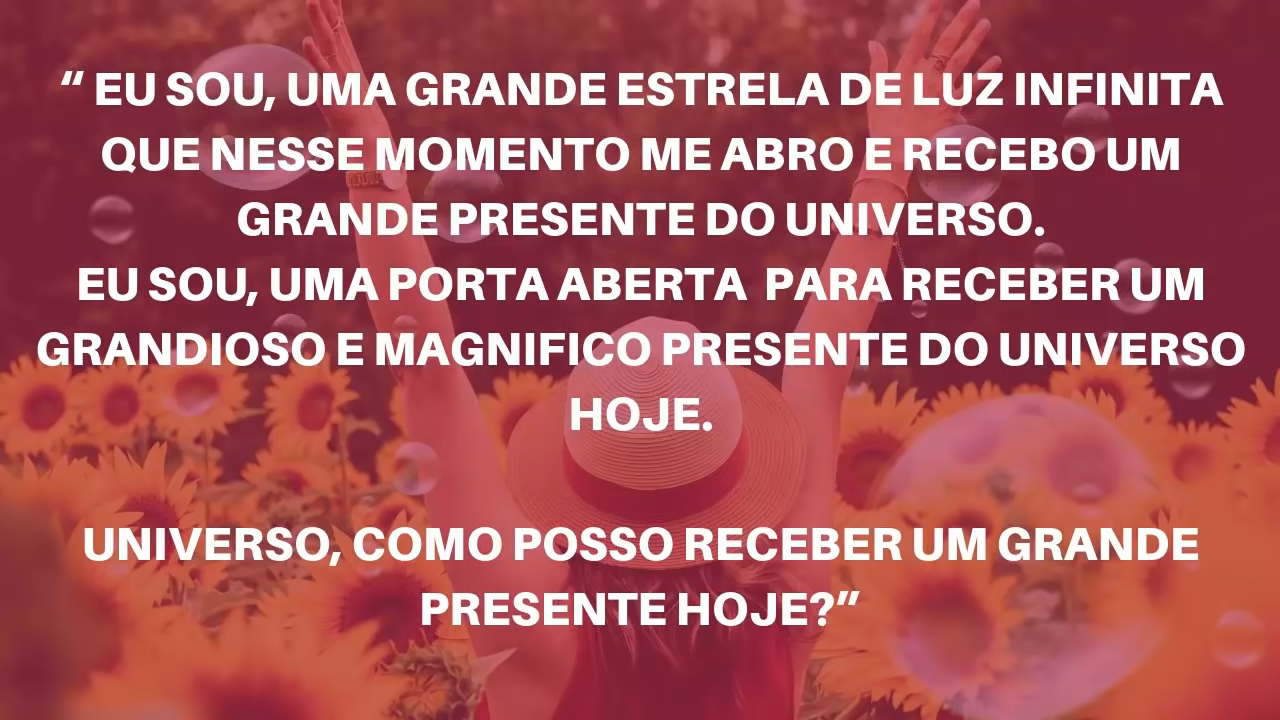 “ EU SOU, UMA GRANDE ESTRELA DE LUZ INFINITA
QUE NESSE MOMENTO ME ABRO E RECEBO UM
GRANDE PRESENTE DO UNIVERSO.
EU SOU, UMA PORTA ABERTA PARA RECEBER UM
GRANDIOSO E MAGNIFICO PRESENTE DO UNIVERSO
HOJE.
UNIVERSO, COMO POSSO RECEBER UM GRANDE
PRESENTE HOJE?”